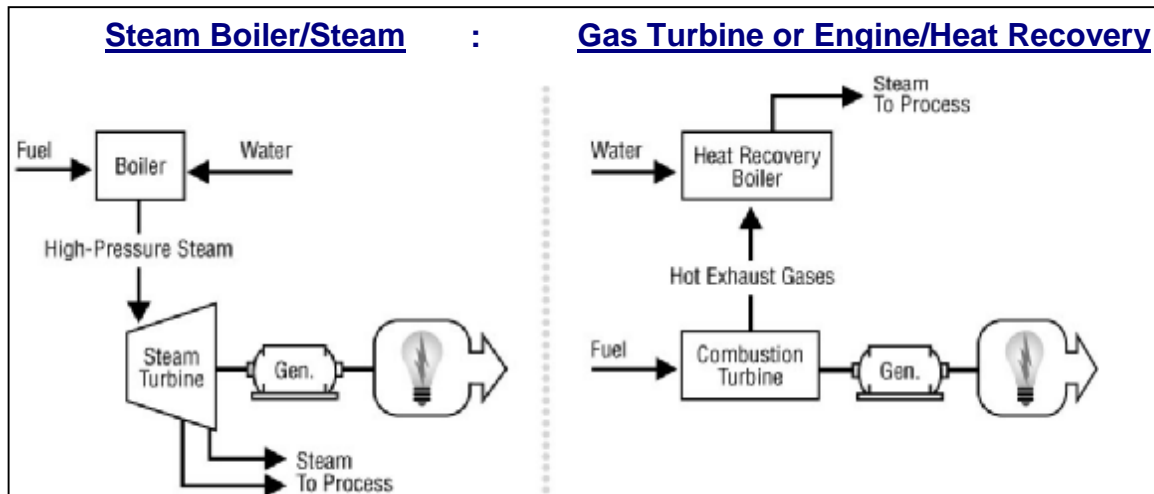 Steam Boiler/Steam : Gas Turbine or Engine/Heat Recovery
Fuel
Boiler
Water
High-Pressure Steam
Steam
Turbine
Gen.
Steam
To Process
Steam
To Process
Water
Heat Recovery
Boiler
Hot Exhaust Gases
Fuel
Combustion
Turbine
Gen.